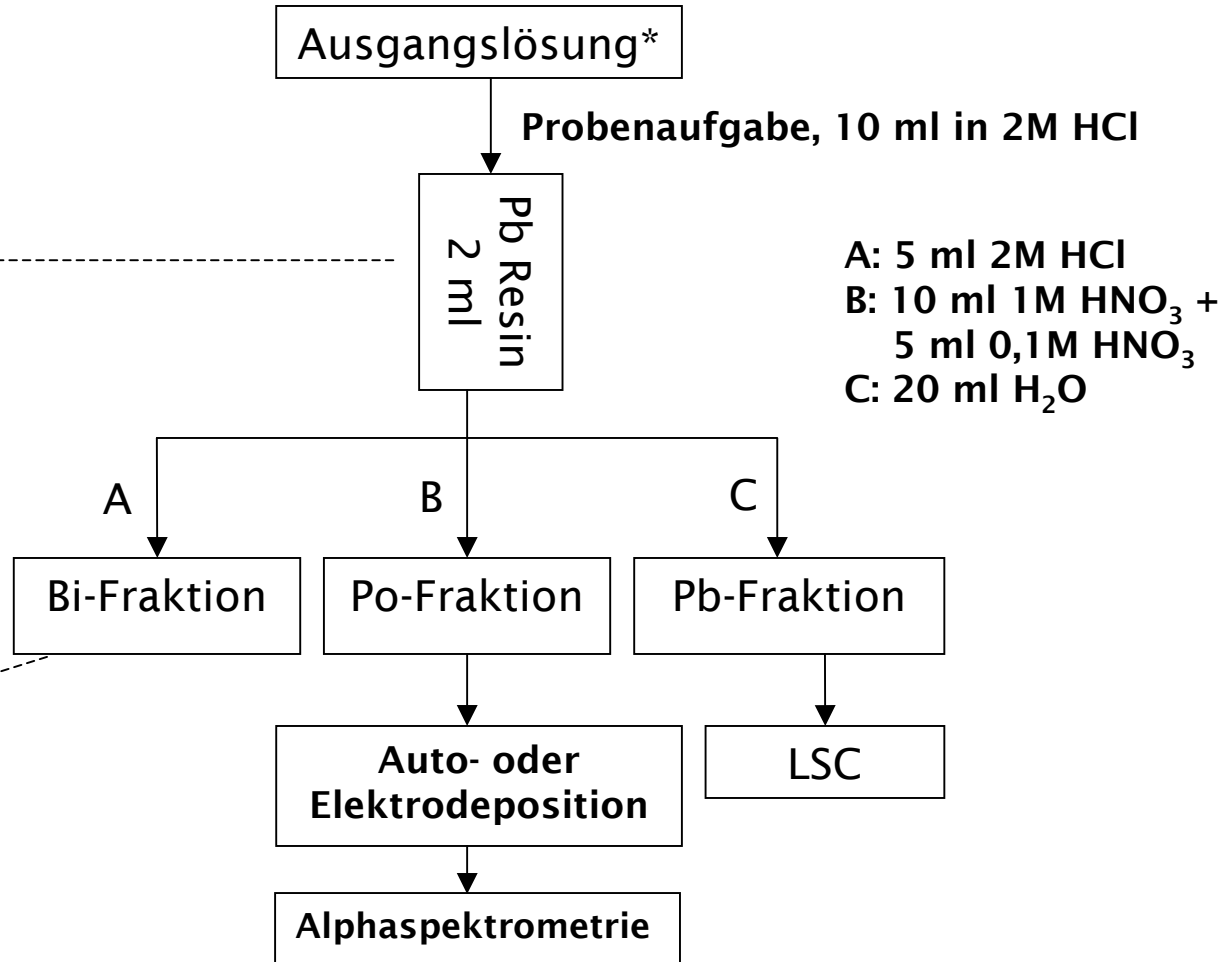 Ausgangslösung*
Probenaufgabe, 10 ml in 2M HCl
Pb Resin
2 ml
A: 5 ml 2M HCl
B: 10 ml 1M HNO₃ +
5 ml 0,1M HNO₃
C: 20 ml H₂O
A
B
C
Bi-Fraktion
Po-Fraktion
Pb-Fraktion
Auto- oder
Elektrodeposition
LSC
Alphaspektrometrie